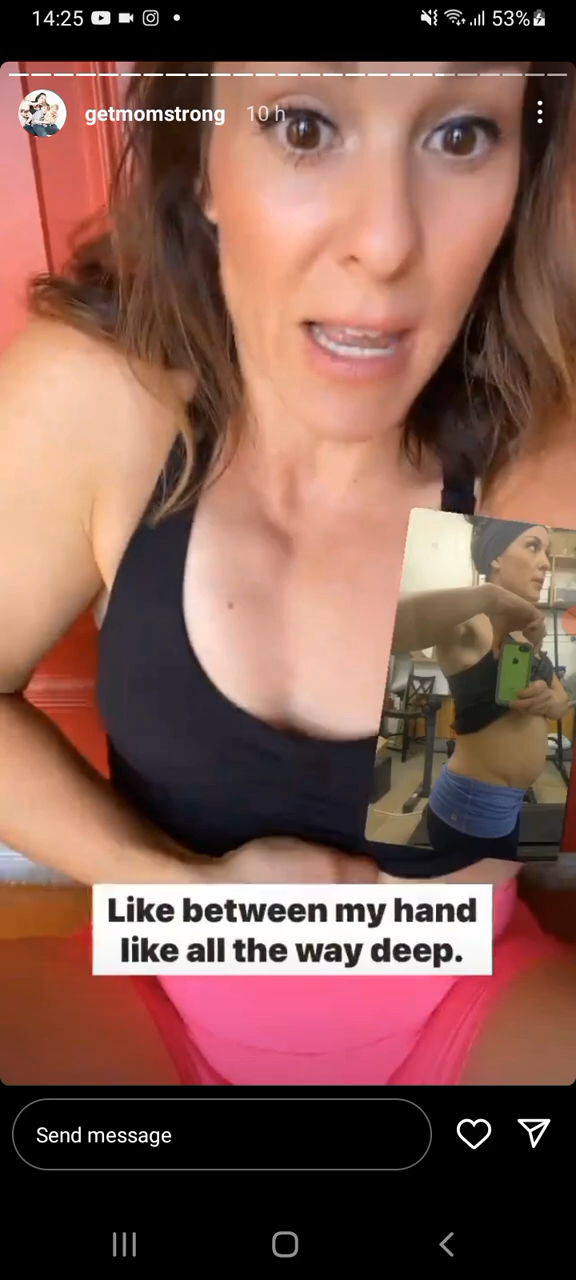 14:25 53%
getmomstrong 10 h
Like between my hand
like all the way deep.
Send message